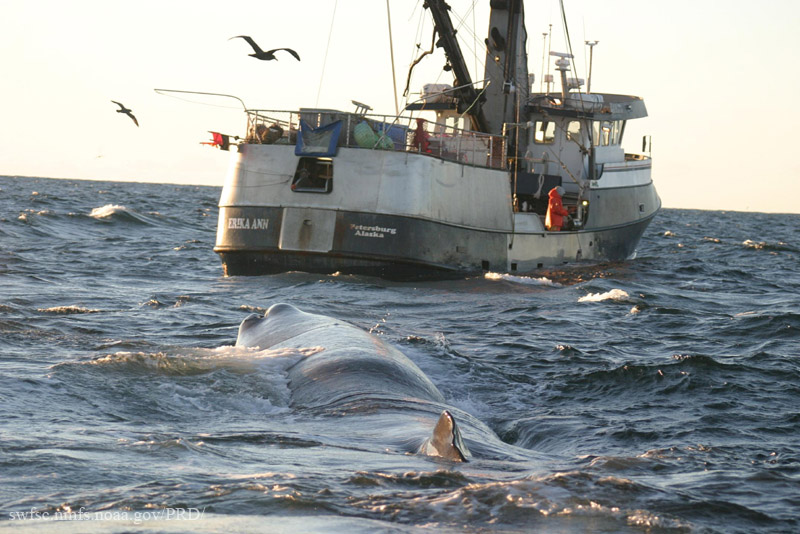 ERIKA ANN
Petersburg
Alaska
swfsc.nmfs.noaa.gov/PRD/